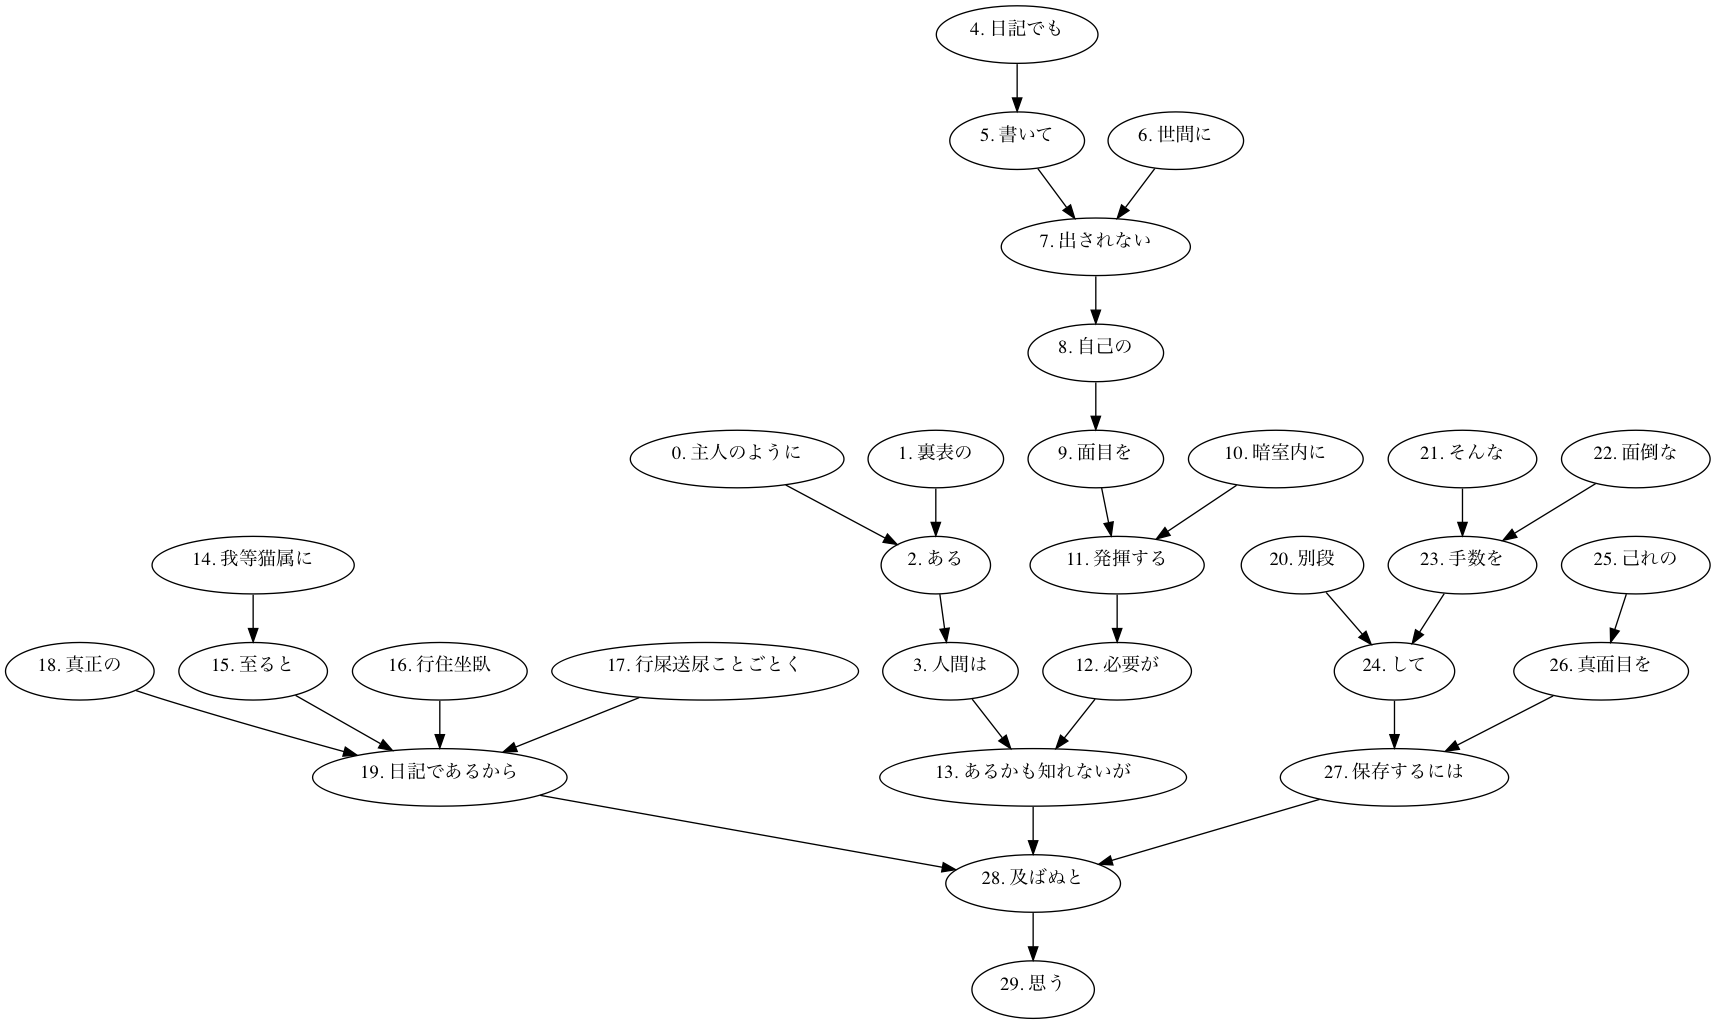 4. 日記でも
5. 書いて
6. 世間に
7. 出されない
8. 自己の
0. 主人のように
1. 裏表の
9. 面目を
10. 暗室内に
21. そんな
22. 面倒な
14. 我等猫属に
2. ある
11. 発揮する
20. 別段
23. 手数を
25. 己れの
18. 真正の
15. 至ると
16. 行住坐臥
17. 行屎送尿ことごとく
3. 人間は
12. 必要が
24. して
26. 真面目を
19. 日記であるから
13. あるかも知れないが
27. 保存するには
28. 及ばぬと
29. 思う